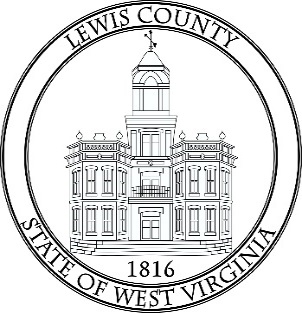 LEWIS COUNTY
1816
STATE OF WEST VIRGINIA